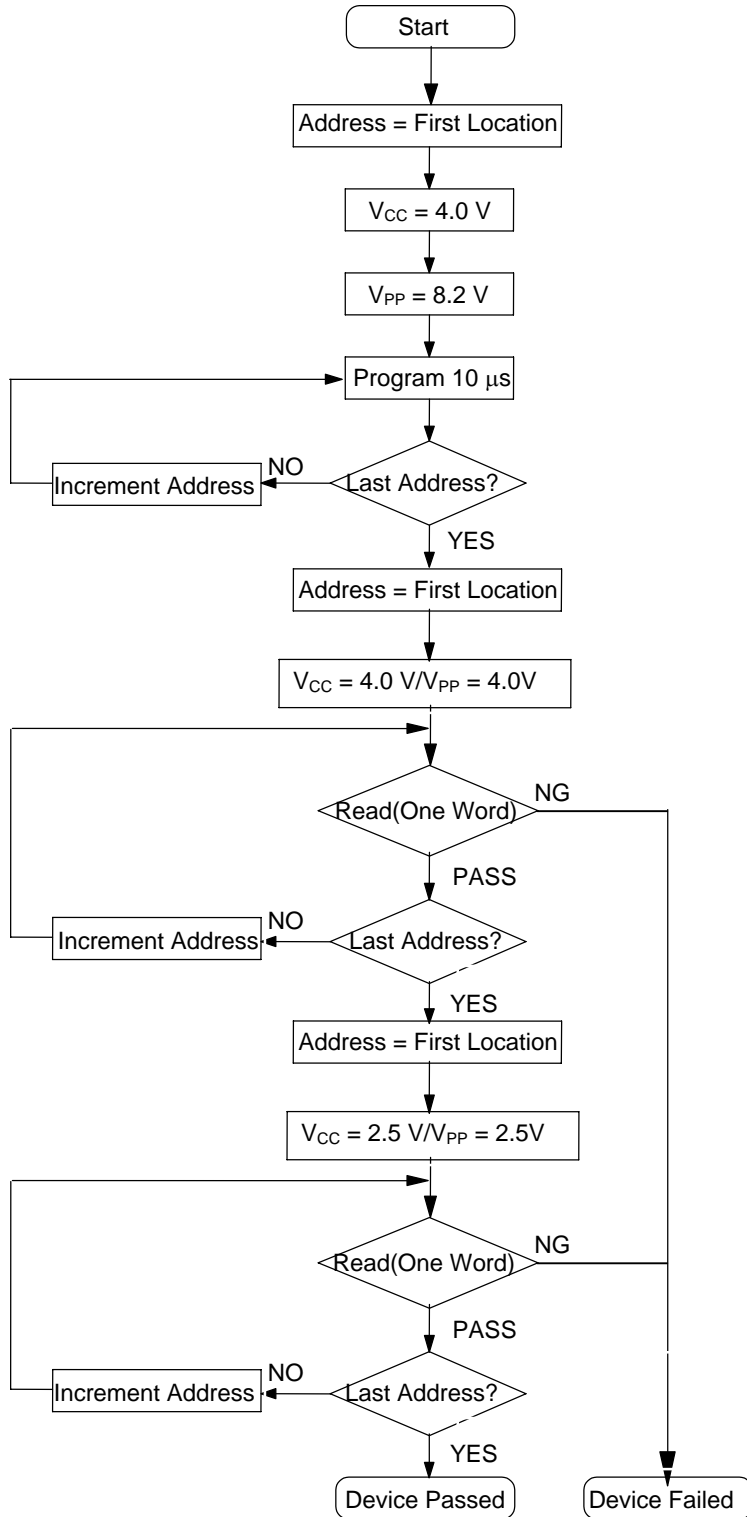 Start
Address = First Location
VCC = 4.0 V
VPP = 8.2 V
Program 10 μs
Last Address?
NO
Increment Address
YES
Address = First Location
VCC = 4.0 V/VPP = 4.0V
Read(One Word)
NG
PASS
Last Address?
NO
Increment Address
YES
Address = First Location
VCC = 2.5 V/VPP = 2.5V
Read(One Word)
NG
PASS
Last Address?
NO
Increment Address
YES
Device Passed
Device Failed